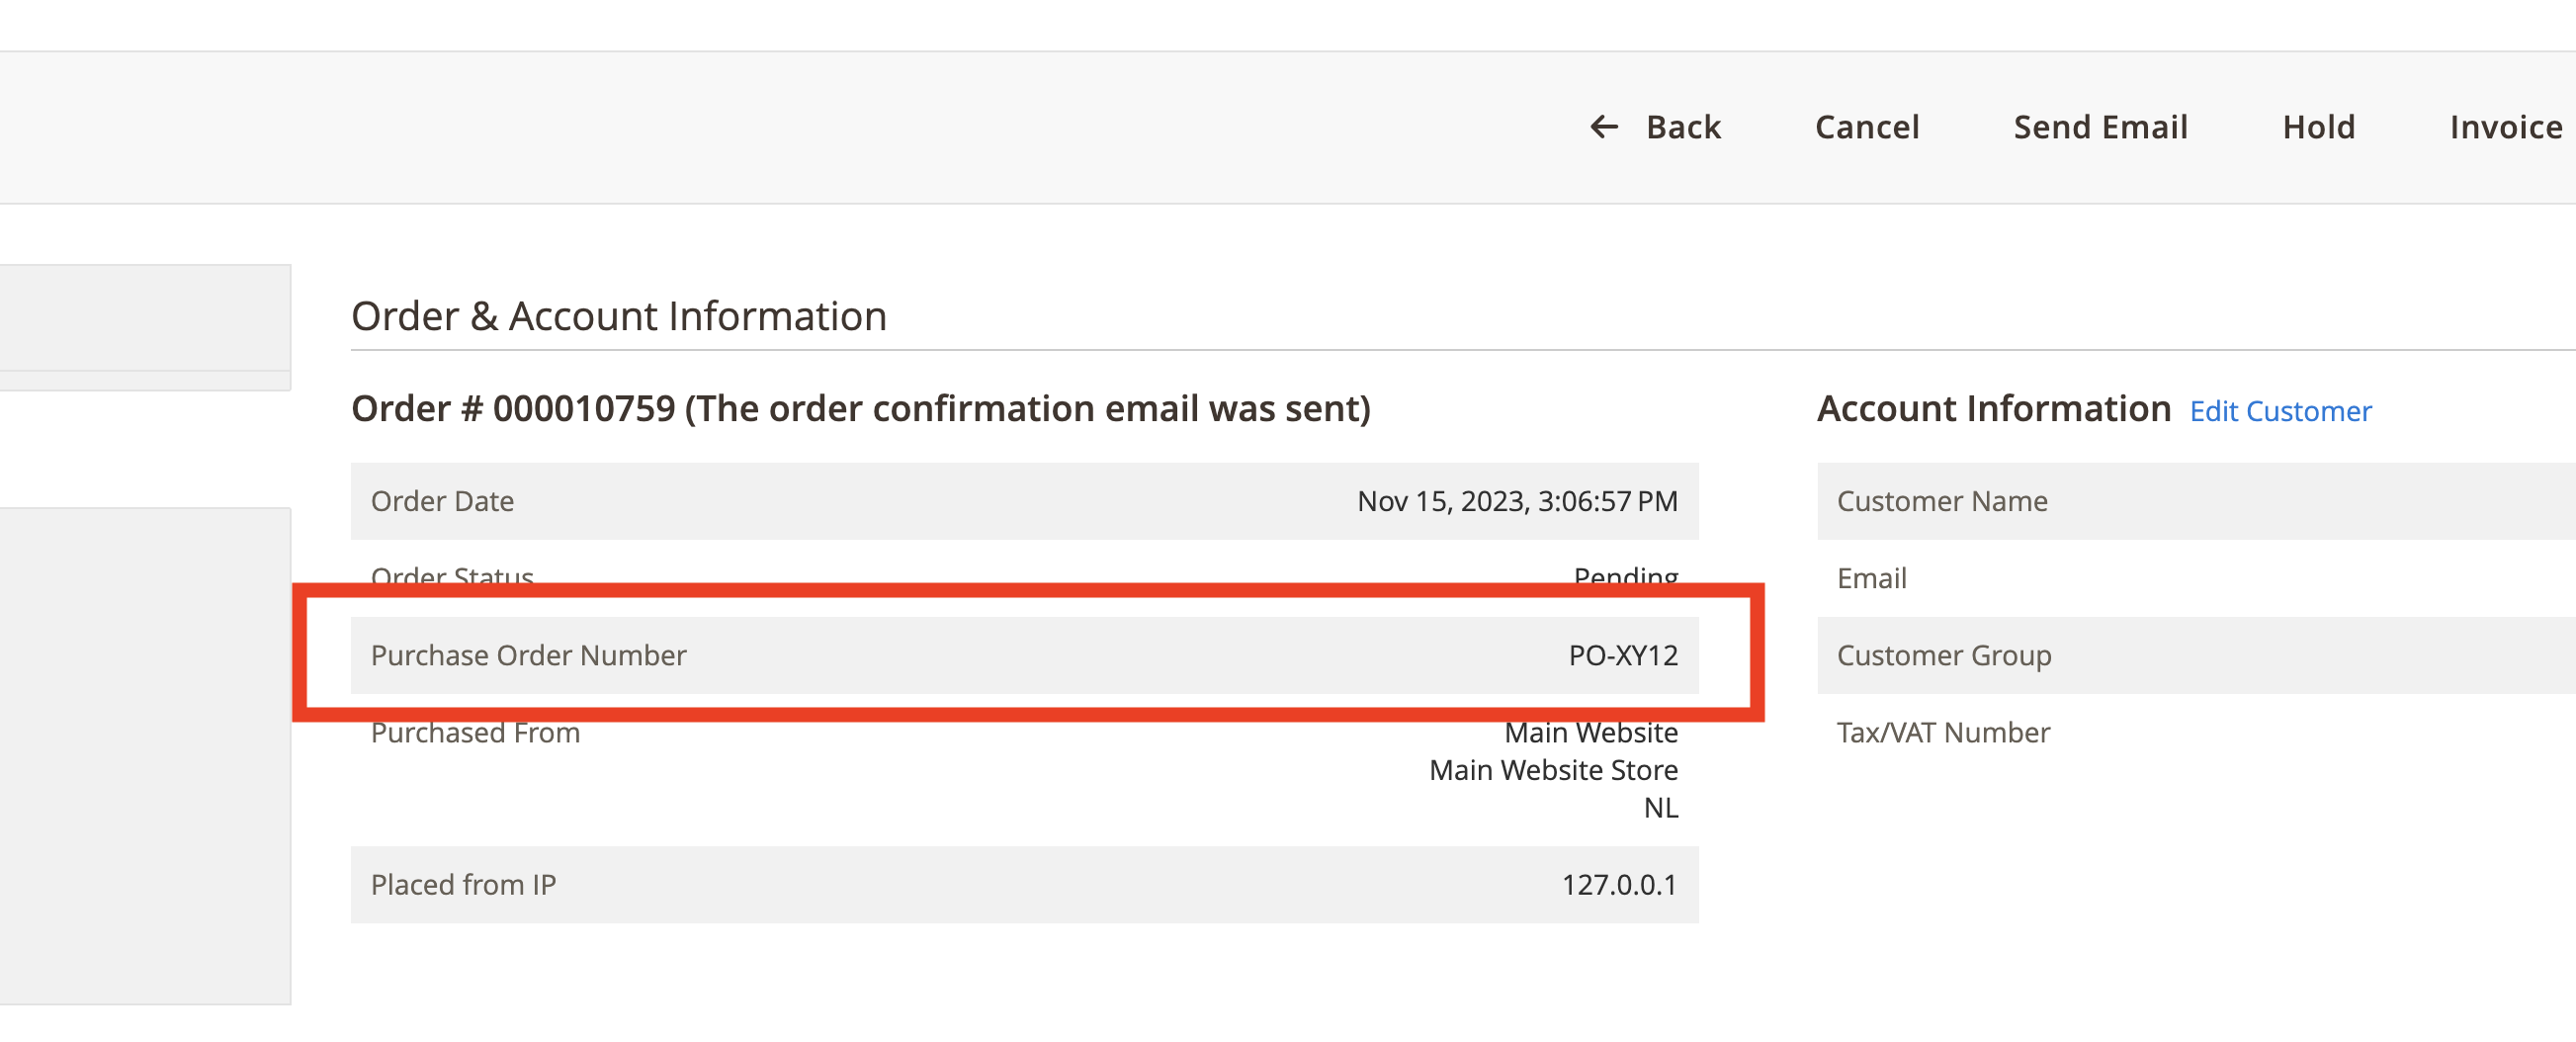 ← Back Cancel Send Email Hold Invoice
Order & Account Information
Order # 000010759 (The order confirmation email was sent)
Order Date Nov 15, 2023, 3:06:57 PM
Order Status Pending
Purchase Order Number PO-XY12
Purchased From Main Website
Main Website Store
NL
Placed from IP 127.0.0.1
Account Information Edit Customer
Customer Name
Email
Customer Group
Tax/VAT Number